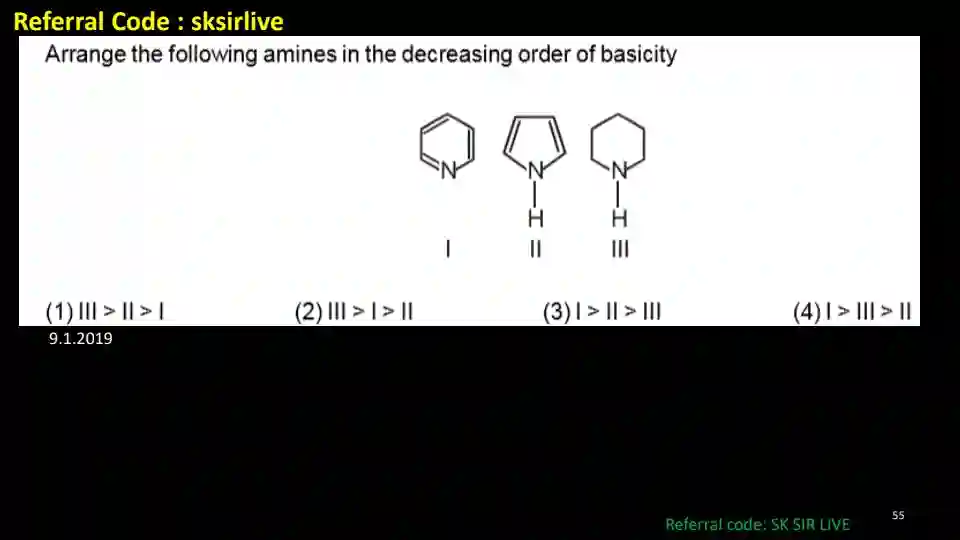 Referral Code : sksirlive
Arrange the following amines in the decreasing order of basicity
N N N
H H
I II III
(1) III > II > I (2) III > I > II (3) I > II > III (4) I > III > II
9.1.2019
55
Referral code: SK SIR LIVE